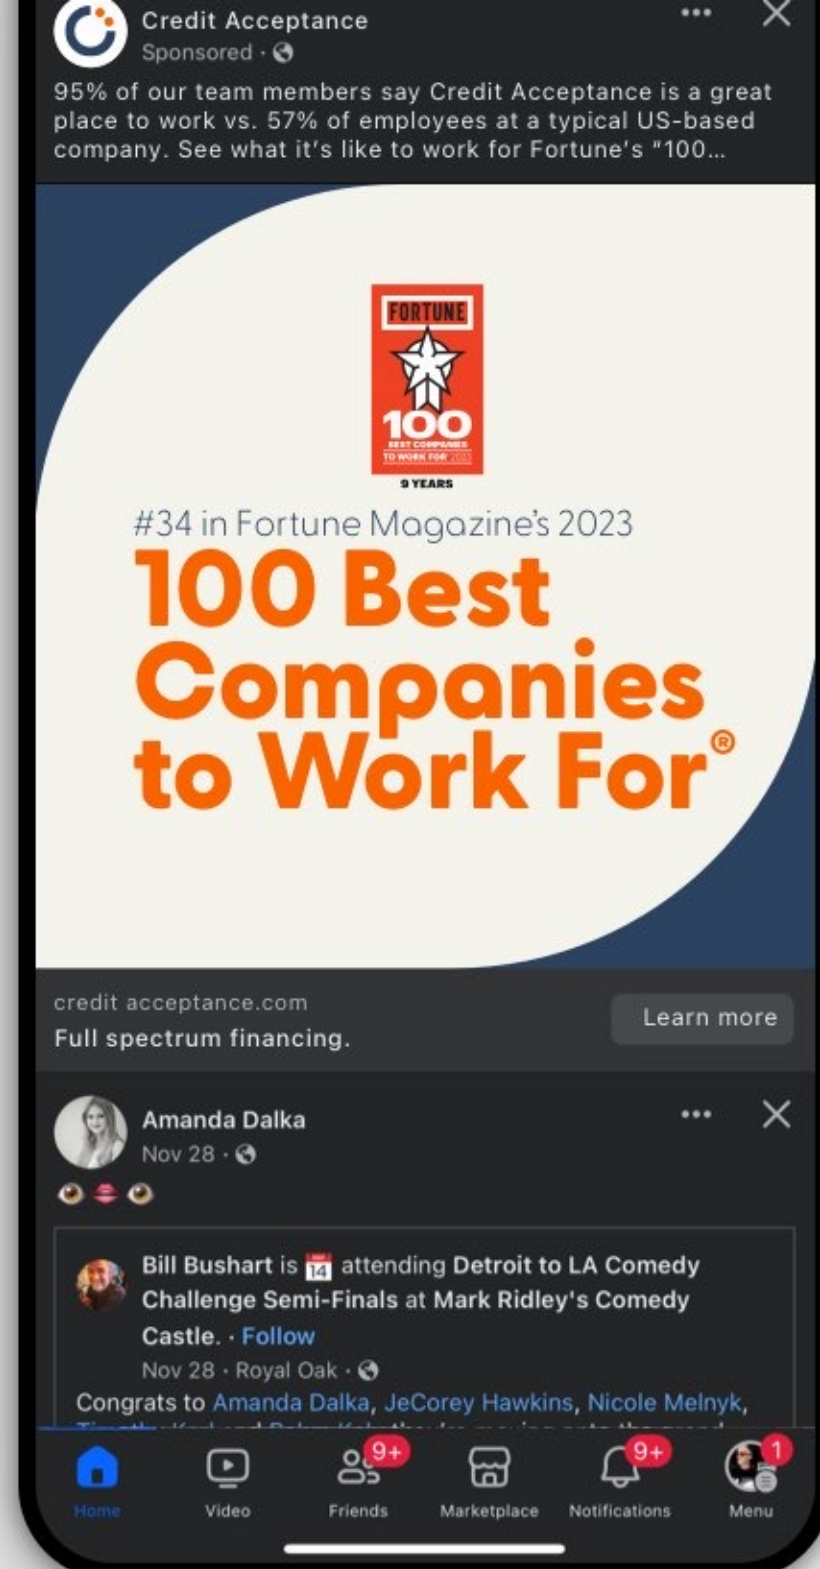 Credit Acceptance
Sponsored ·
95% of our team members say Credit Acceptance is a great
place to work vs. 57% of employees at a typical US-based
company. See what it's like to work for Fortune's "100...
FORTUNE
100
BEST COMPANIES
TO WORK FOR 2023
9 YEARS
#34 in Fortune Magazine's 2023
100 Best
Companies
to Work For®
credit acceptance.com
Full spectrum financing.
Learn more
Amanda Dalka
Nov 28 ·
👁️ 👄 👁️
Bill Bushart is 📅 14 attending Detroit to LA Comedy
Challenge Semi-Finals at Mark Ridley's Comedy
Castle. · Follow
Nov 28 · Royal Oak ·
Congrats to Amanda Dalka, JeCorey Hawkins, Nicole Melnyk,
9+
9+
1
Home
Video
Friends
Marketplace
Notifications
Menu